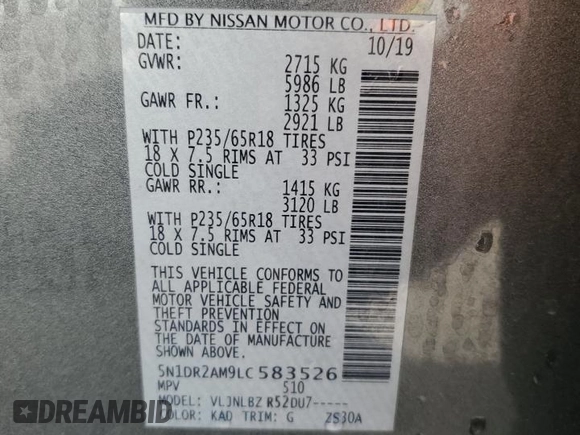 MFD BY NISSAN MOTOR CO., LTD.
DATE: 10/19
GVWR: 2715 KG
5986 LB
GAWR FR.: 1325 KG
2921 LB
WITH P235/65R18 TIRES
18 X 7.5 RIMS AT 33 PSI
COLD SINGLE
GAWR RR.: 1415 KG
3120 LB
WITH P235/65R18 TIRES
18 X 7.5 RIMS AT 33 PSI
COLD SINGLE
THIS VEHICLE CONFORMS TO
ALL APPLICABLE FEDERAL
MOTOR VEHICLE SAFETY AND
THEFT PREVENTION
STANDARDS IN EFFECT ON
THE DATE OF MANUFACTURE
SHOWN ABOVE.
5N1DR2AM9LC583526
MPV 510
MODEL: VLJNLBZ R52DU7-----
COLOR: KAD TRIM: G 2S30A